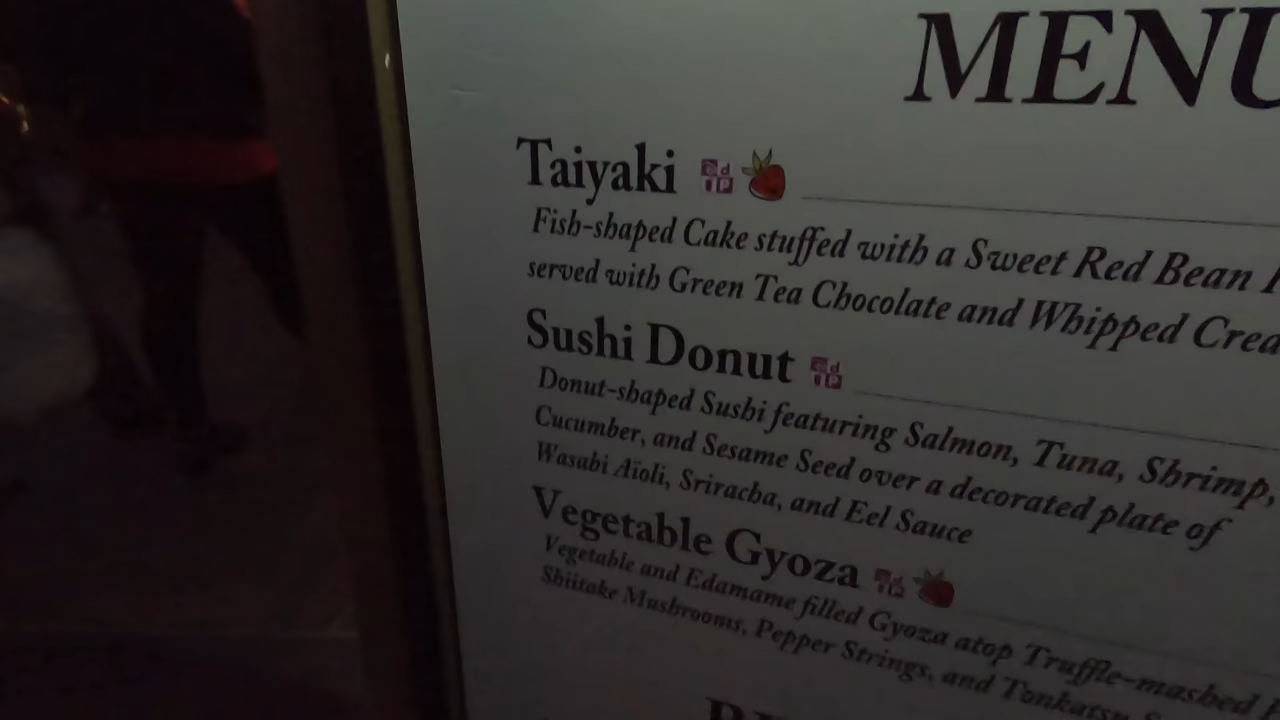 MENU
Taiyaki
Fish-shaped Cake stuffed with a Sweet Red Bean
served with Green Tea Chocolate and Whipped Crea
Sushi Donut
Donut-shaped Sushi featuring Salmon, Tuna, Shrimp,
Cucumber, and Sesame Seed over a decorated plate of
Wasabi Aïoli, Sriracha, and Eel Sauce
Vegetable Gyoza
Vegetable and Edamame filled Gyoza atop Truffle-mashed
Shiitake Mushrooms, Pepper Strings, and Tonkatsu